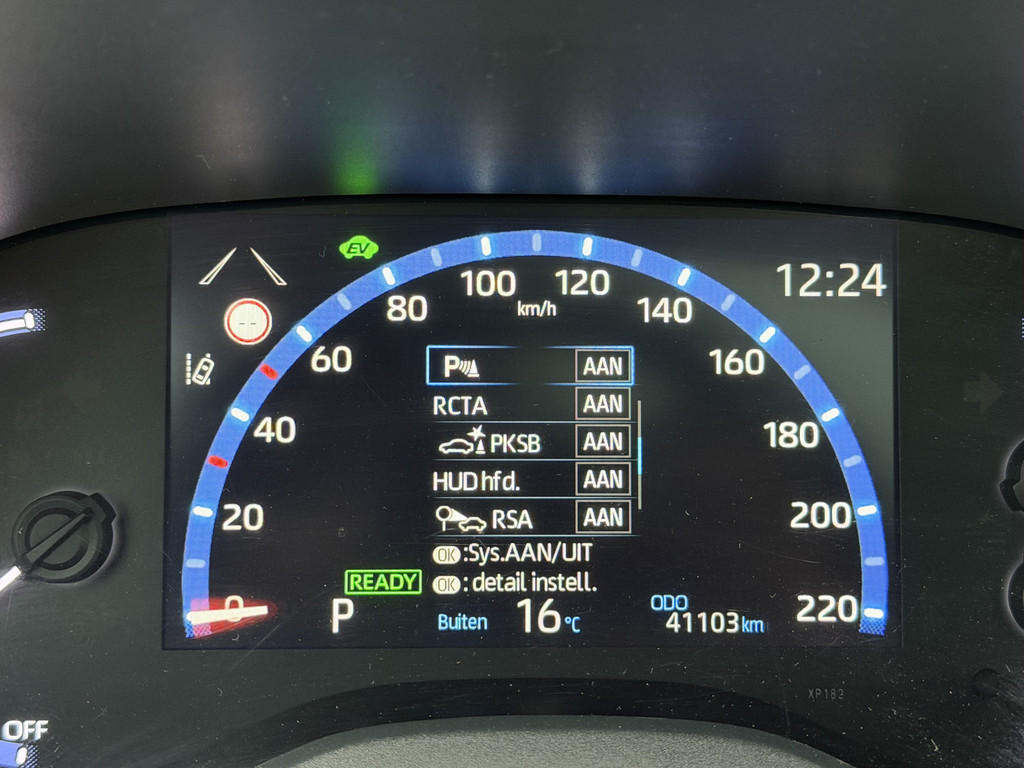 EV
12:24
100 120
km/h
80 140
60 160
40 180
20 200
0 220
P AAN
RCTA AAN
PKSB AAN
HUD hfd. AAN
RSA AAN
OK :Sys.AAN/UIT
OK : detail instell.
READY
P
Buiten 16 °C
ODO
41103 km
XP182
OFF